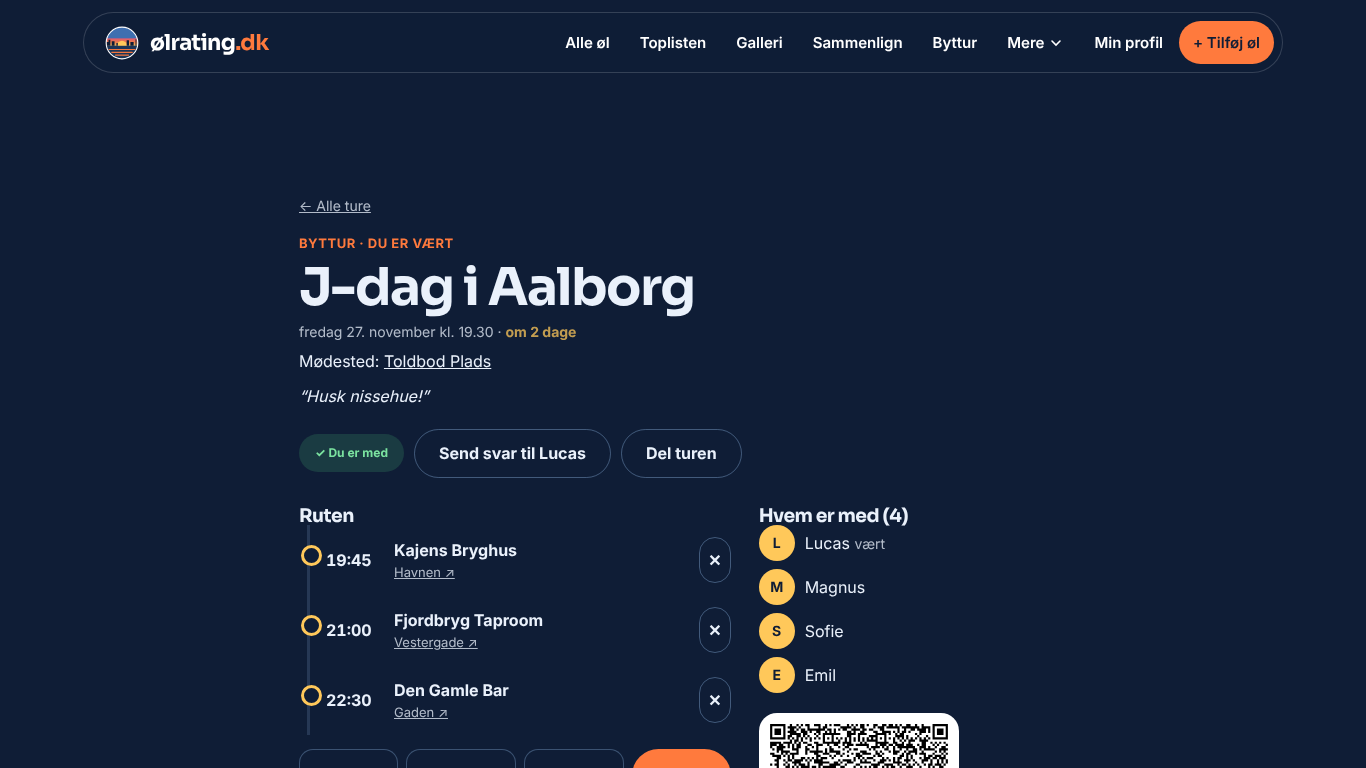 ølrating.dk
Alle øl
Toplisten
Galleri
Sammenlign
Byttur
Mere
Min profil
+ Tilføj øl
← Alle ture
BYTTUR · DU ER VÆRT
J-dag i Aalborg
fredag 27. november kl. 19.30 · om 2 dage
Mødested: Toldbod Plads
“Husk nissehue!”
✓ Du er med
Send svar til Lucas
Del turen
Ruten
19:45
Kajens Bryghus
Havnen ↗
✕
21:00
Fjordbryg Taproom
Vestergade ↗
✕
22:30
Den Gamle Bar
Gaden ↗
✕
Hvem er med (4)
L
Lucas vært
M
Magnus
S
Sofie
E
Emil